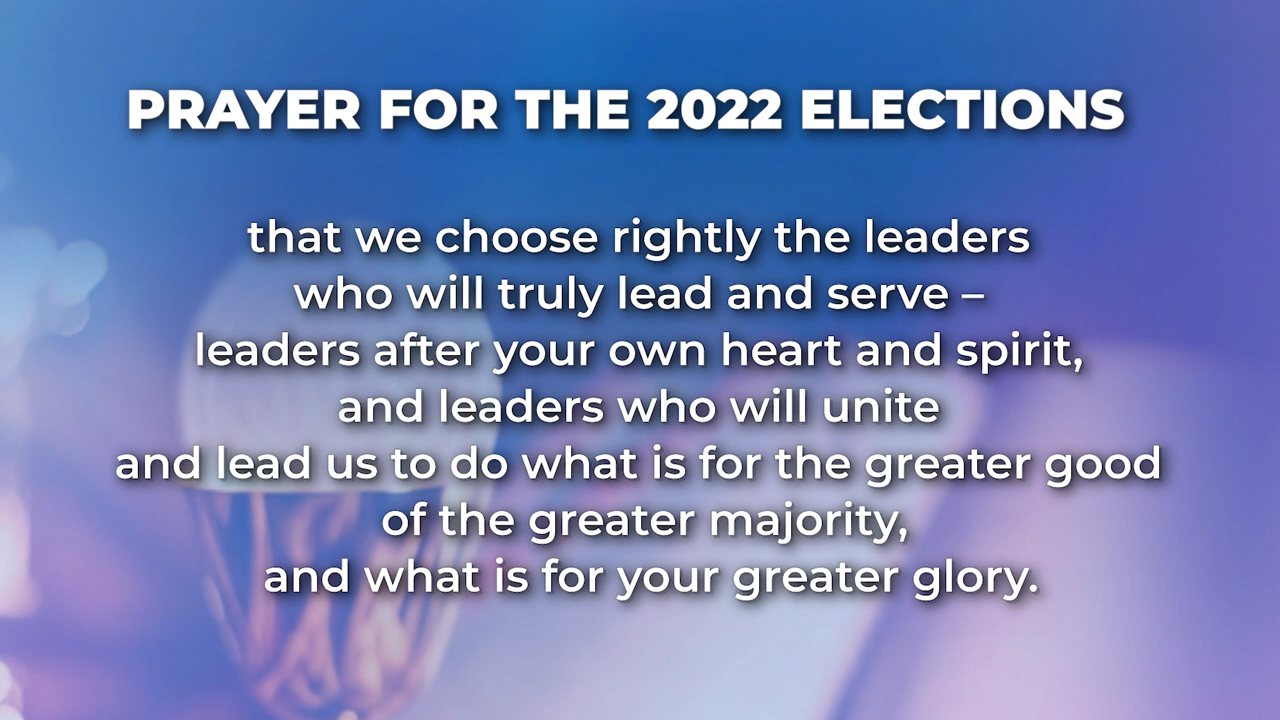 PRAYER FOR THE 2022 ELECTIONS
that we choose rightly the leaders
who will truly lead and serve –
leaders after your own heart and spirit,
and leaders who will unite
and lead us to do what is for the greater good
of the greater majority,
and what is for your greater glory.